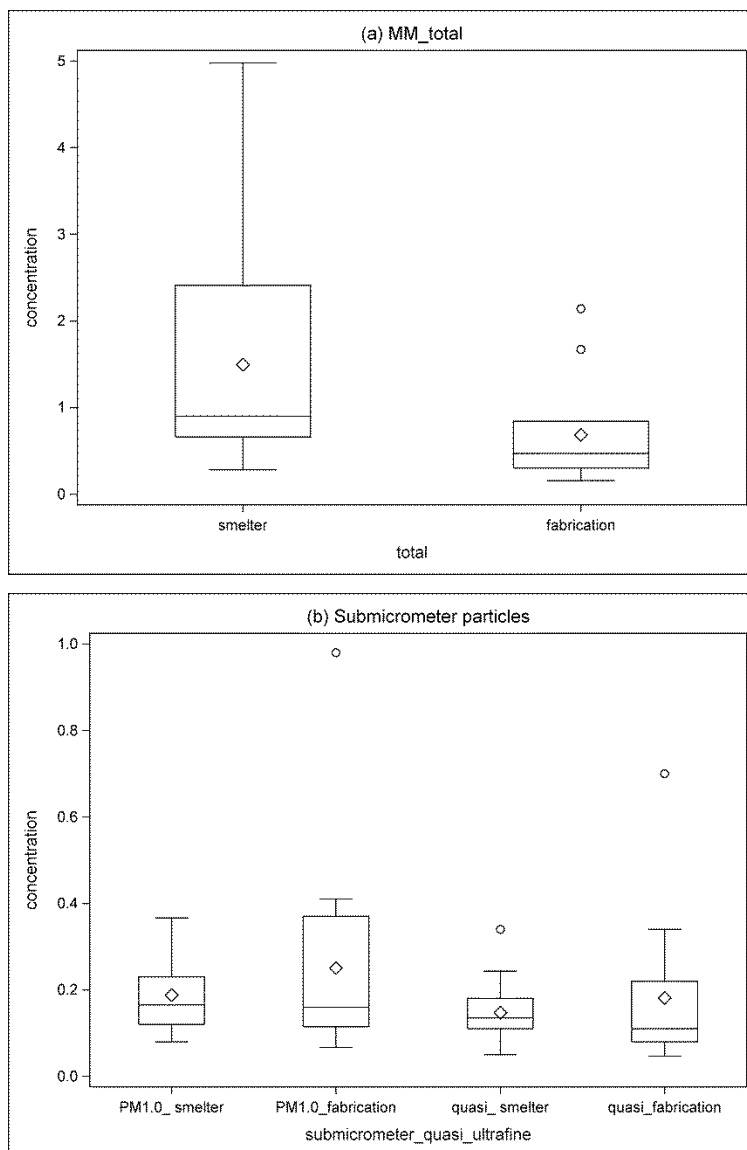 (a) MM_total
5
4
3
2
1
0
concentration
smelter
fabrication
total
(b) Submicrometer particles
1.0
0.8
0.6
0.4
0.2
0.0
concentration
PM1.0_ smelter
PM1.0_fabrication
quasi_ smelter
quasi_fabrication
submicrometer_quasi_ultrafine